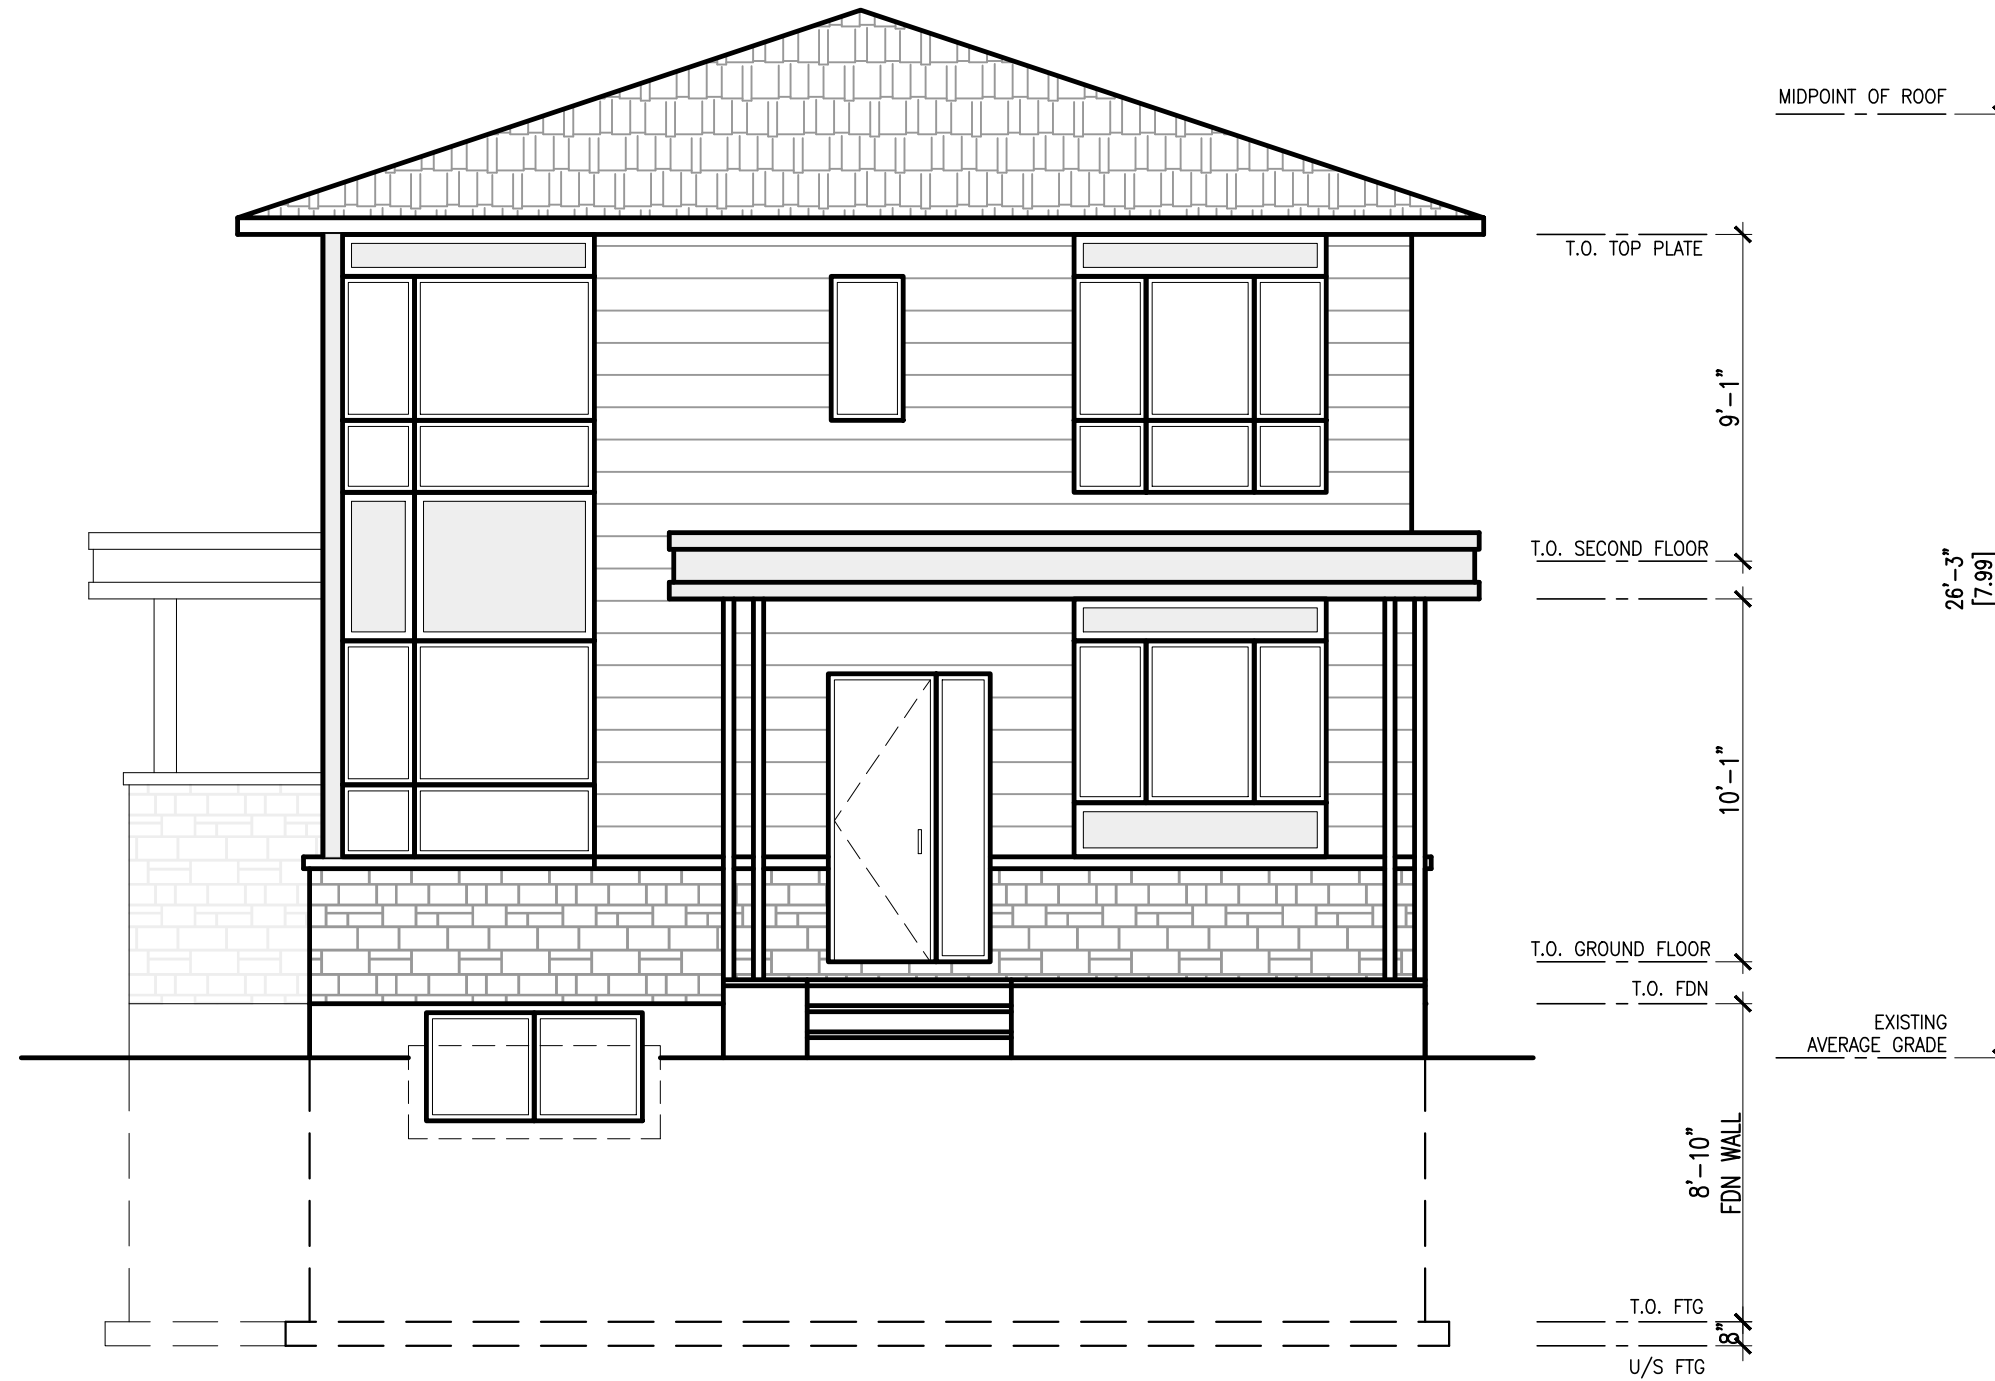 MIDPOINT OF ROOF
T.O. TOP PLATE
9'-1"
T.O. SECOND FLOOR
26'-3"
[7.99]
10'-1"
T.O. GROUND FLOOR
T.O. FDN
EXISTING
AVERAGE GRADE
8'-10"
FDN WALL
T.O. FTG
8"
U/S FTG